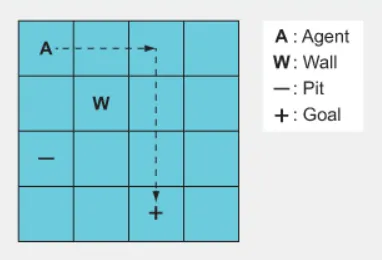 A
W
—
+
A : Agent
W : Wall
— : Pit
+ : Goal